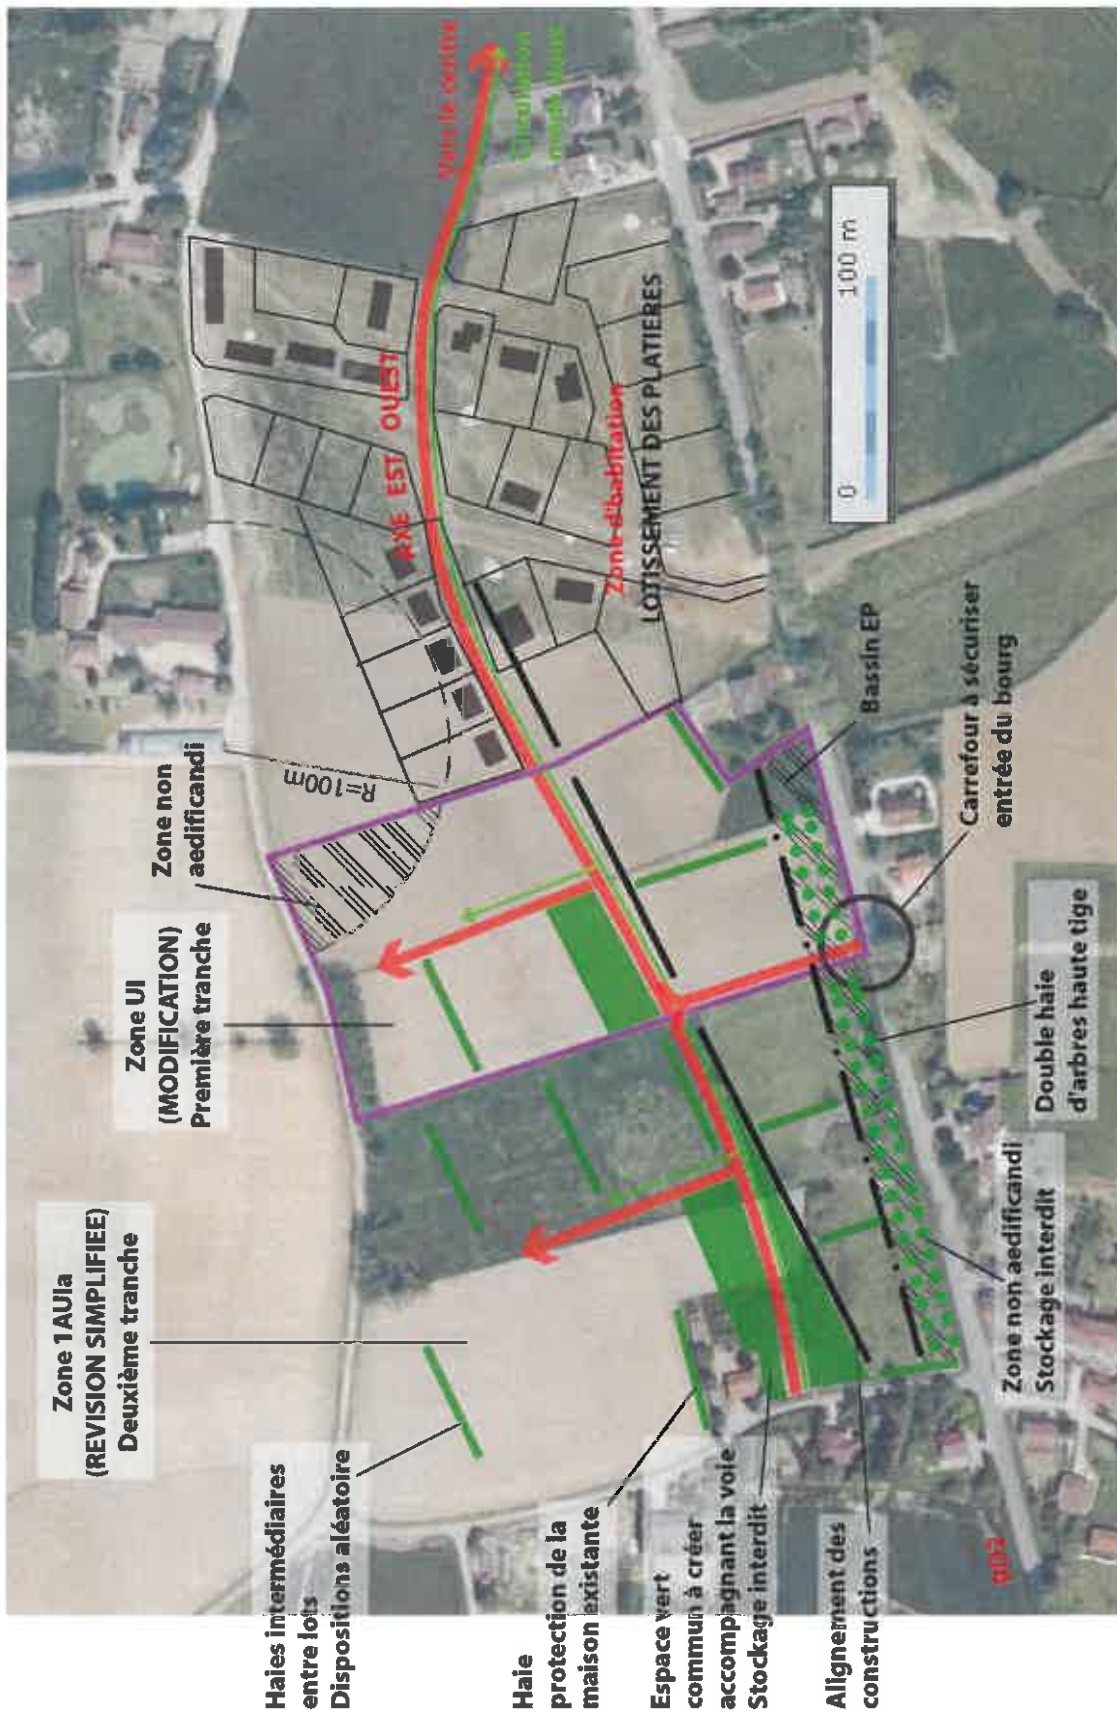 Zone 1AUIa
(REVISION SIMPLIFIEE)
Deuxième tranche
Zone UI
(MODIFICATION)
Première tranche
Zone non
aedificandi
R=100m
Haies intermédiaires
entre lots
Dispositions aléatoire
Haie
protection de la
maison existante
Espace vert
commun à créer
accompagnant la voie
Stockage interdit
Alignement des
constructions
AXE EST OUEST
Vers le centre
Circulation
mode doux
Zone d'habitation
LOTISSEMENT DES PLATIERES
0 100 m
Bassin EP
Carrefour à sécuriser
entrée du bourg
Double haie
d'arbres haute tige
Zone non aedificandi
Stockage interdit